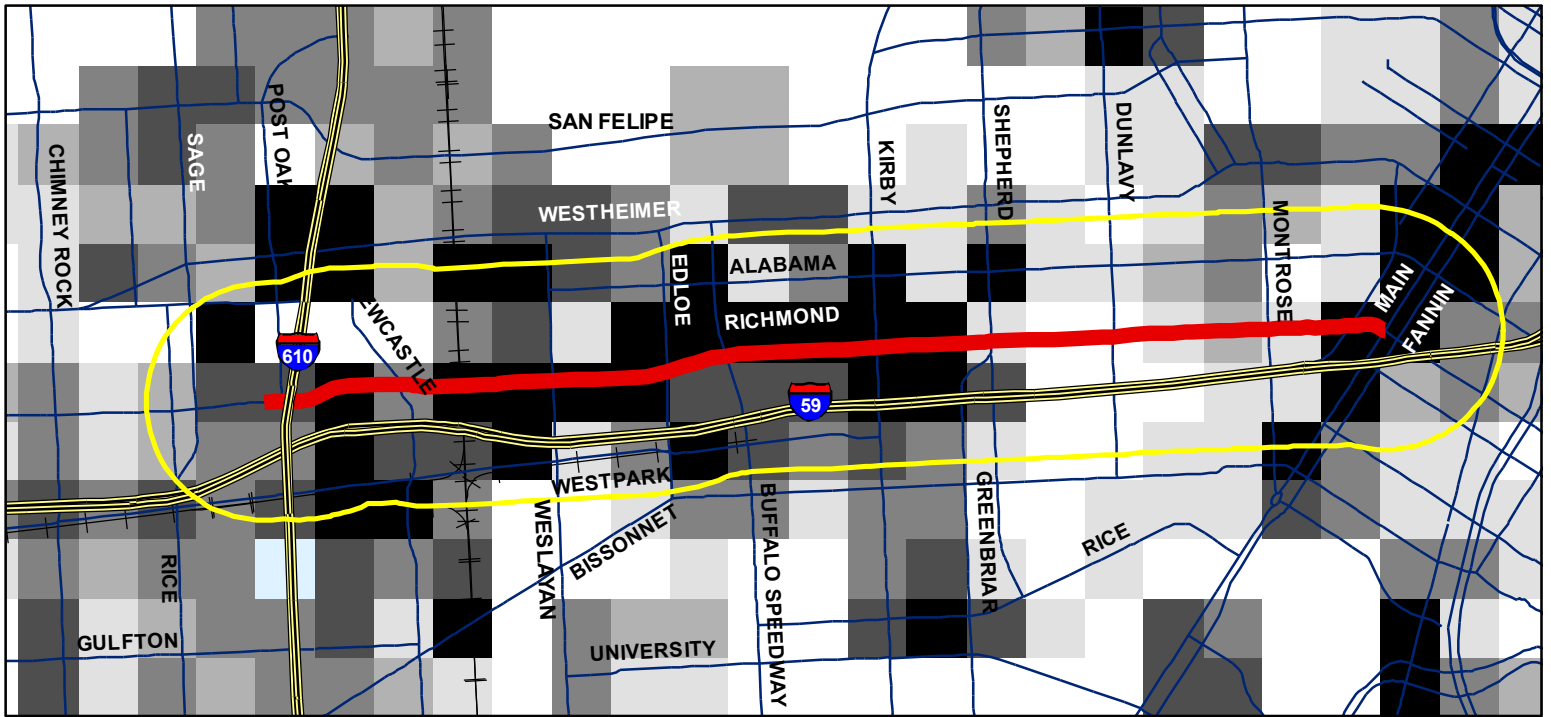 SAN FELIPE
POST OAK
SAGE
CHIMNEY ROCK
KIRBY
SHEPHERD
DUNLAVY
WESTHEIMER
MONTROSE
EDLOE
ALABAMA
RICHMOND
MAIN
FANNIN
EWCASTLE
610
59
WESTPARK
BISSONNET
WESLAYAN
BUFFALO SPEEDWAY
GREENBRIAR
RICE
RICE
GULFTON
UNIVERSITY